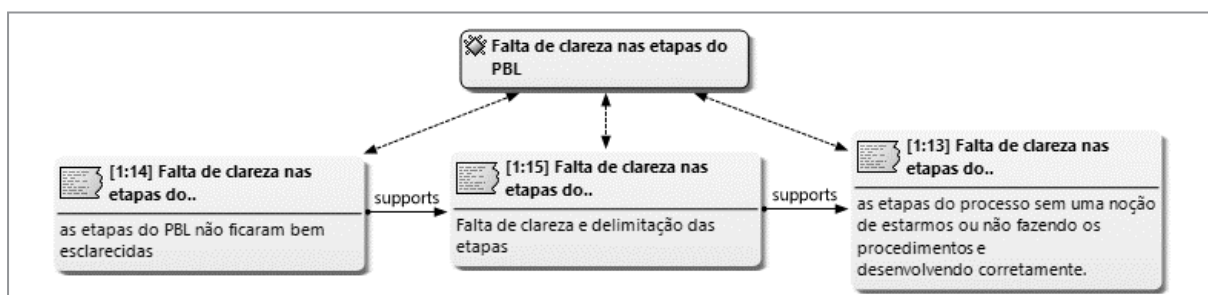 Falta de clareza nas etapas do
PBL
[1:14] Falta de clareza nas
etapas do..
as etapas do PBL não ficaram bem
esclarecidas
supports
[1:15] Falta de clareza nas
etapas do..
Falta de clareza e delimitação das
etapas
supports
[1:13] Falta de clareza nas
etapas do..
as etapas do processo sem uma noção
de estarmos ou não fazendo os
procedimentos e
desenvolvendo corretamente.